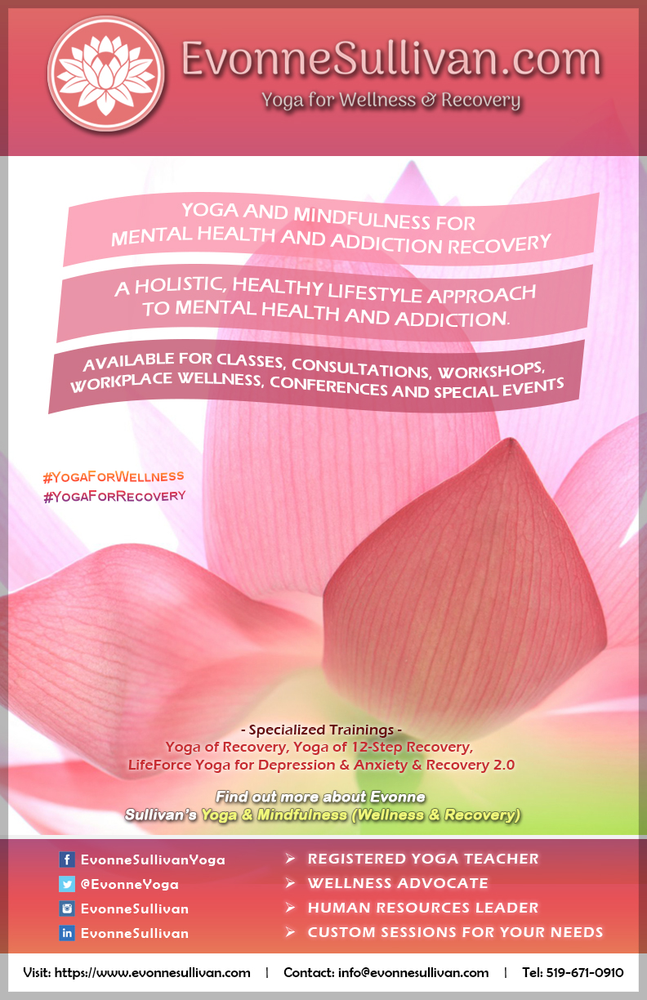 EvonneSullivan.com
Yoga for Wellness & Recovery
YOGA AND MINDFULNESS FOR
MENTAL HEALTH AND ADDICTION RECOVERY
A HOLISTIC, HEALTHY LIFESTYLE APPROACH
TO MENTAL HEALTH AND ADDICTION.
AVAILABLE FOR CLASSES, CONSULTATIONS, WORKSHOPS,
WORKPLACE WELLNESS, CONFERENCES AND SPECIAL EVENTS
#YogaForWellness
#YogaForRecovery
- Specialized Trainings -
Yoga of Recovery, Yoga of 12-Step Recovery,
LifeForce Yoga for Depression & Anxiety & Recovery 2.0
Find out more about Evonne
Sullivan's Yoga & Mindfulness (Wellness & Recovery)
EvonneSullivanYoga
@EvonneYoga
EvonneSullivan
EvonneSullivan
REGISTERED YOGA TEACHER
WELLNESS ADVOCATE
HUMAN RESOURCES LEADER
CUSTOM SESSIONS FOR YOUR NEEDS
Visit: https://www.evonnesullivan.com | Contact: info@evonnesullivan.com | Tel: 519-671-0910